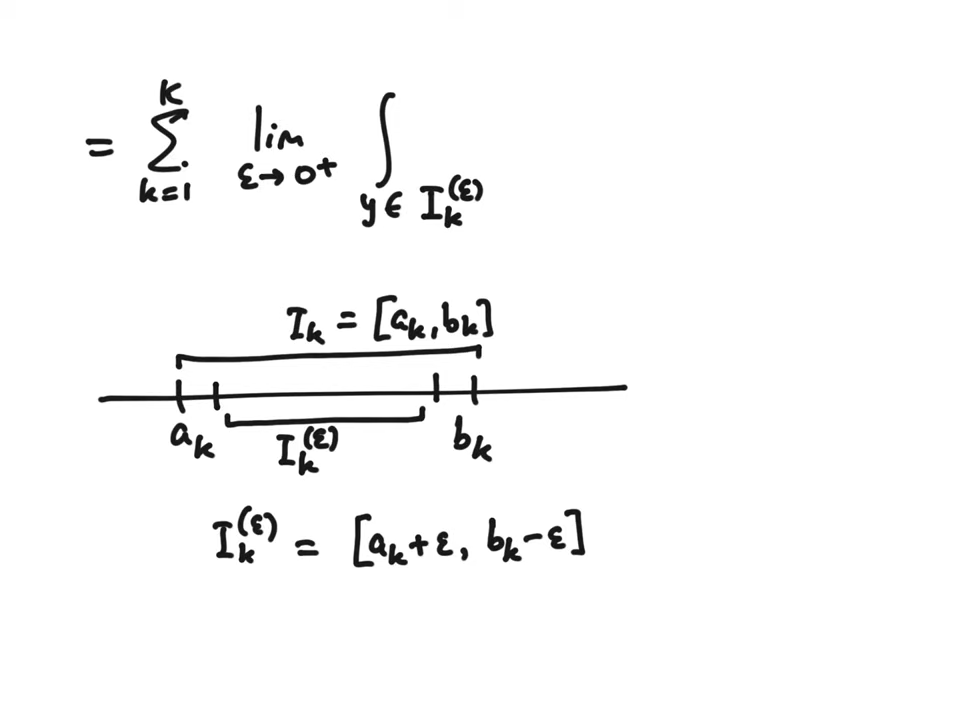 = ∑_{k=1}^{K} lim_{ε→0⁺} ∫_{y∈ I_k^{(ε)}}
I_k = [a_k, b_k]
a_k I_k^{(ε)} b_k
I_k^{(ε)} = [a_k+ε, b_k−ε]